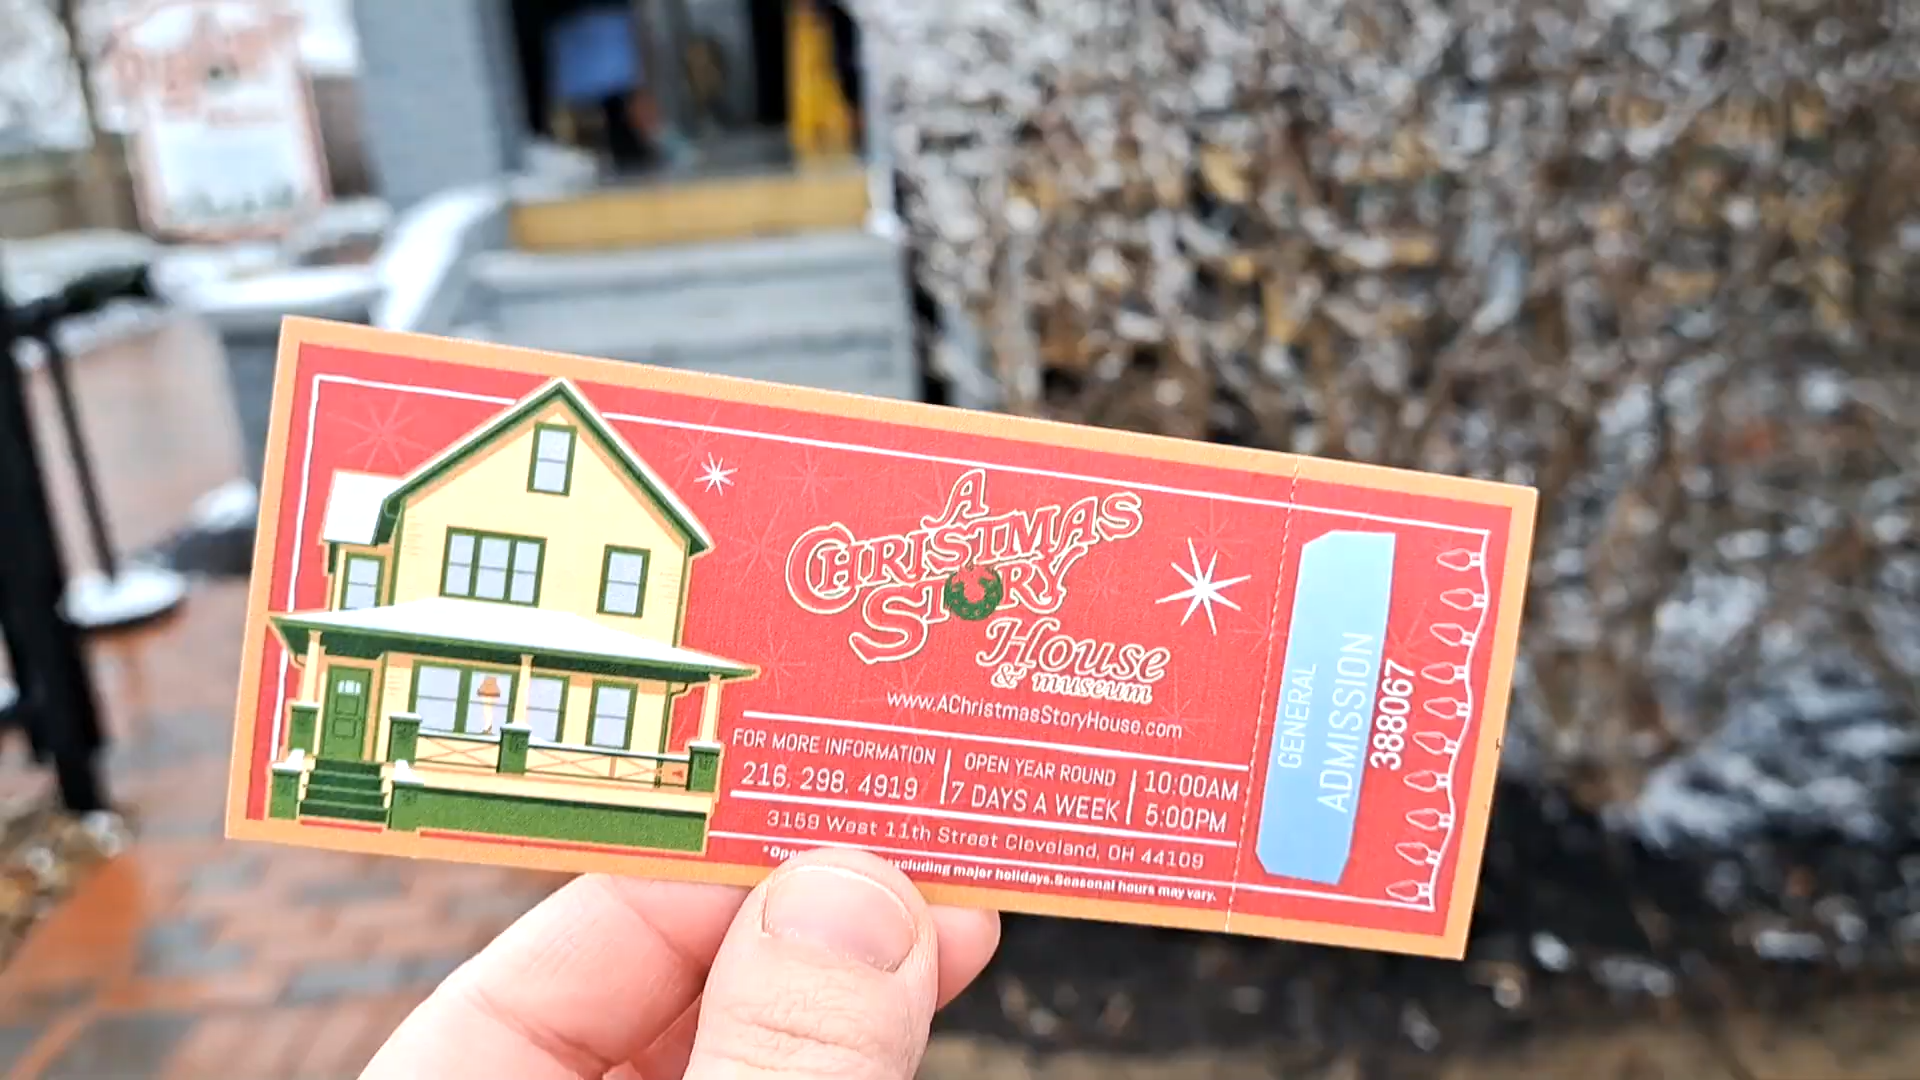 A
CHRISTMAS
STORY
House
& museum
www.AChristmasStoryHouse.com
FOR MORE INFORMATION
216. 298. 4919
OPEN YEAR ROUND
7 DAYS A WEEK
10:00AM
5:00PM
3159 West 11th Street Cleveland, OH 44109
excluding major holidays. Seasonal hours may vary.
GENERAL
ADMISSION
388067